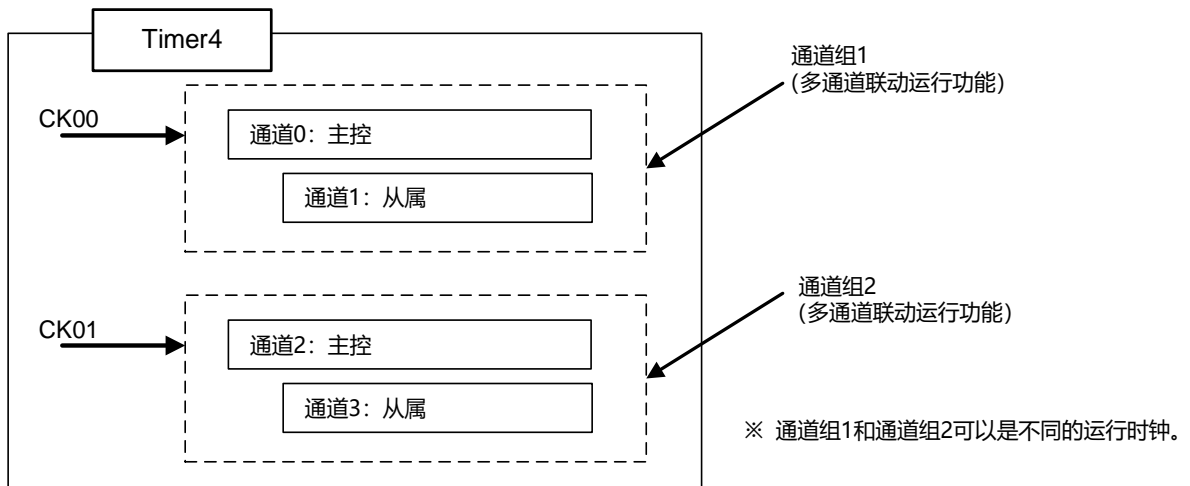 Timer4
通道组1
(多通道联动运行功能)
CK00
通道0：主控
通道1：从属
通道组2
(多通道联动运行功能)
CK01
通道2：主控
通道3：从属
※ 通道组1和通道组2可以是不同的运行时钟。